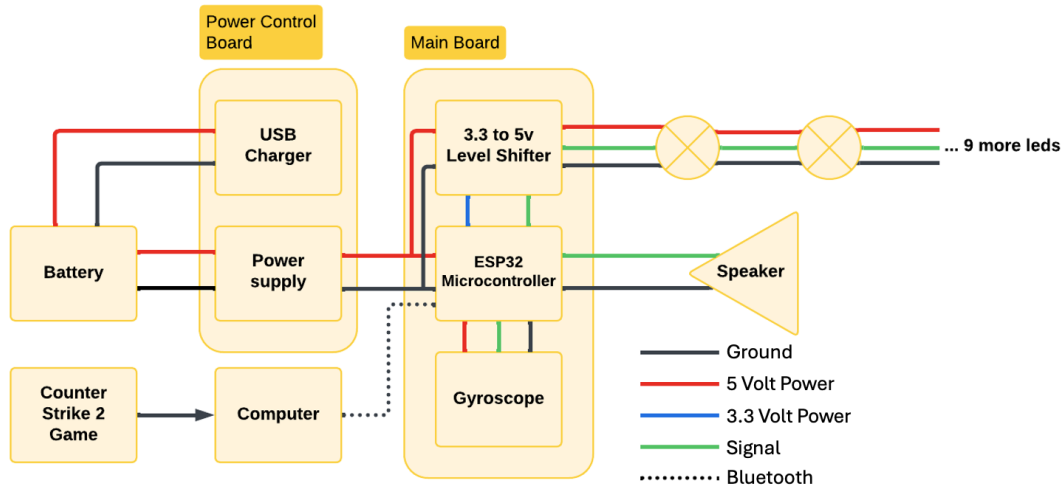 Power Control
Board
Main Board
USB
Charger
3.3 to 5v
Level Shifter
... 9 more leds
Battery
Power
supply
ESP32
Microcontroller
Speaker
Counter
Strike 2
Game
Computer
Gyroscope
Ground
5 Volt Power
3.3 Volt Power
Signal
Bluetooth